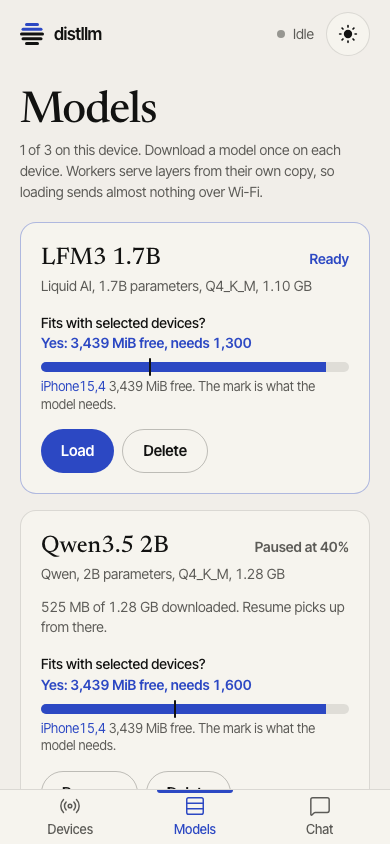 distllm
Idle
Models
1 of 3 on this device. Download a model once on each
device. Workers serve layers from their own copy, so
loading sends almost nothing over Wi-Fi.
LFM3 1.7B
Ready
Liquid AI, 1.7B parameters, Q4_K_M, 1.10 GB
Fits with selected devices?
Yes: 3,439 MiB free, needs 1,300
iPhone15,4 3,439 MiB free. The mark is what the
model needs.
Load
Delete
Qwen3.5 2B
Paused at 40%
Qwen, 2B parameters, Q4_K_M, 1.28 GB
525 MB of 1.28 GB downloaded. Resume picks up
from there.
Fits with selected devices?
Yes: 3,439 MiB free, needs 1,600
iPhone15,4 3,439 MiB free. The mark is what the
model needs.
Devices
Models
Chat